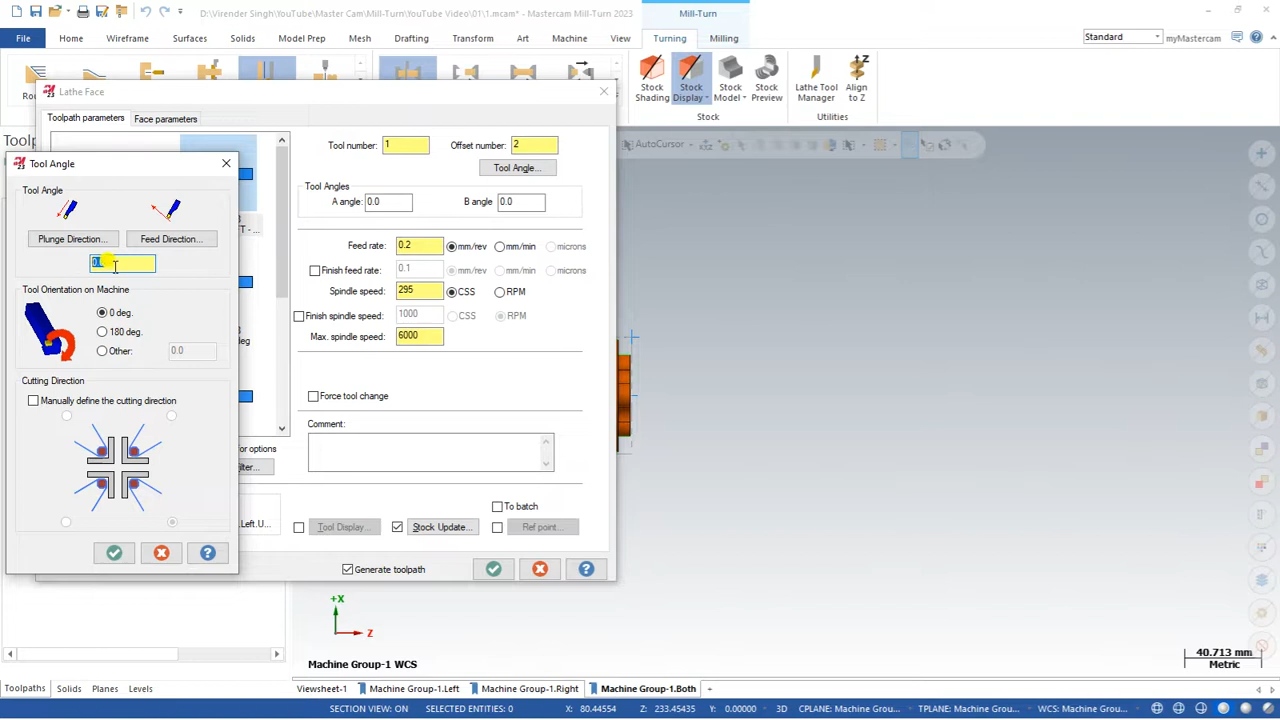 D:\Virender Singh\YouTube\Master Cam\Mill-Turn\YouTube Video\01\1.mcam* - Mastercam Mill-Turn 2023
Mill-Turn
File
Home
Wireframe
Surfaces
Solids
Model Prep
Mesh
Drafting
Transform
Art
Machine
View
Turning
Milling
Standard
myMastercam
Stock Shading
Stock Display
Stock Model
Stock Preview
Lathe Tool Manager
Align to Z
Stock
Utilities
Lathe Face
Toolpath parameters
Face parameters
AutoCursor
Tool number: 1
Offset number: 2
Tool Angle...
Tool Angles
A angle: 0.0
B angle: 0.0
Feed rate: 0.2
mm/rev
mm/min
microns
Finish feed rate: 0.1
mm/rev
mm/min
microns
Spindle speed: 295
CSS
RPM
Finish spindle speed: 1000
CSS
RPM
Max. spindle speed: 6000
Force tool change
Comment:
To batch
Tool Display...
Stock Update...
Ref point...
Generate toolpath
Tool Angle
Tool Angle
Plunge Direction...
Feed Direction...
Tool Orientation on Machine
0 deg.
180 deg.
Other: 0.0
Cutting Direction
Manually define the cutting direction
+X
Z
Machine Group-1 WCS
40.713 mm
Metric
Toolpaths
Solids
Planes
Levels
Viewsheet-1
Machine Group-1.Left
Machine Group-1.Right
Machine Group-1.Both
+
SECTION VIEW: ON
SELECTED ENTITIES: 0
X: 80.44554
Z: 233.45435
Y: 0.00000
3D
CPLANE: Machine Grou...
TPLANE: Machine Grou...
WCS: Machine Grou...